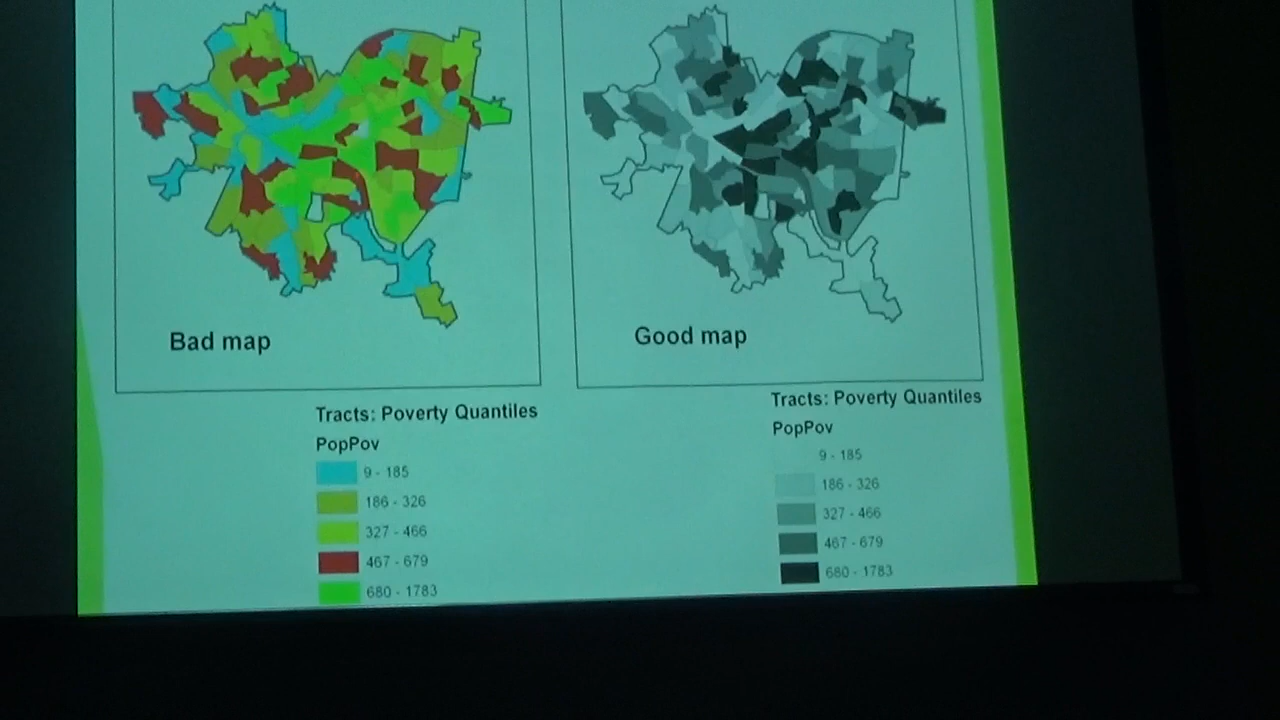 Bad map
Good map
Tracts: Poverty Quantiles
PopPov
9 - 185
186 - 326
327 - 466
467 - 679
680 - 1783
Tracts: Poverty Quantiles
PopPov
9 - 185
186 - 326
327 - 466
467 - 679
680 - 1783